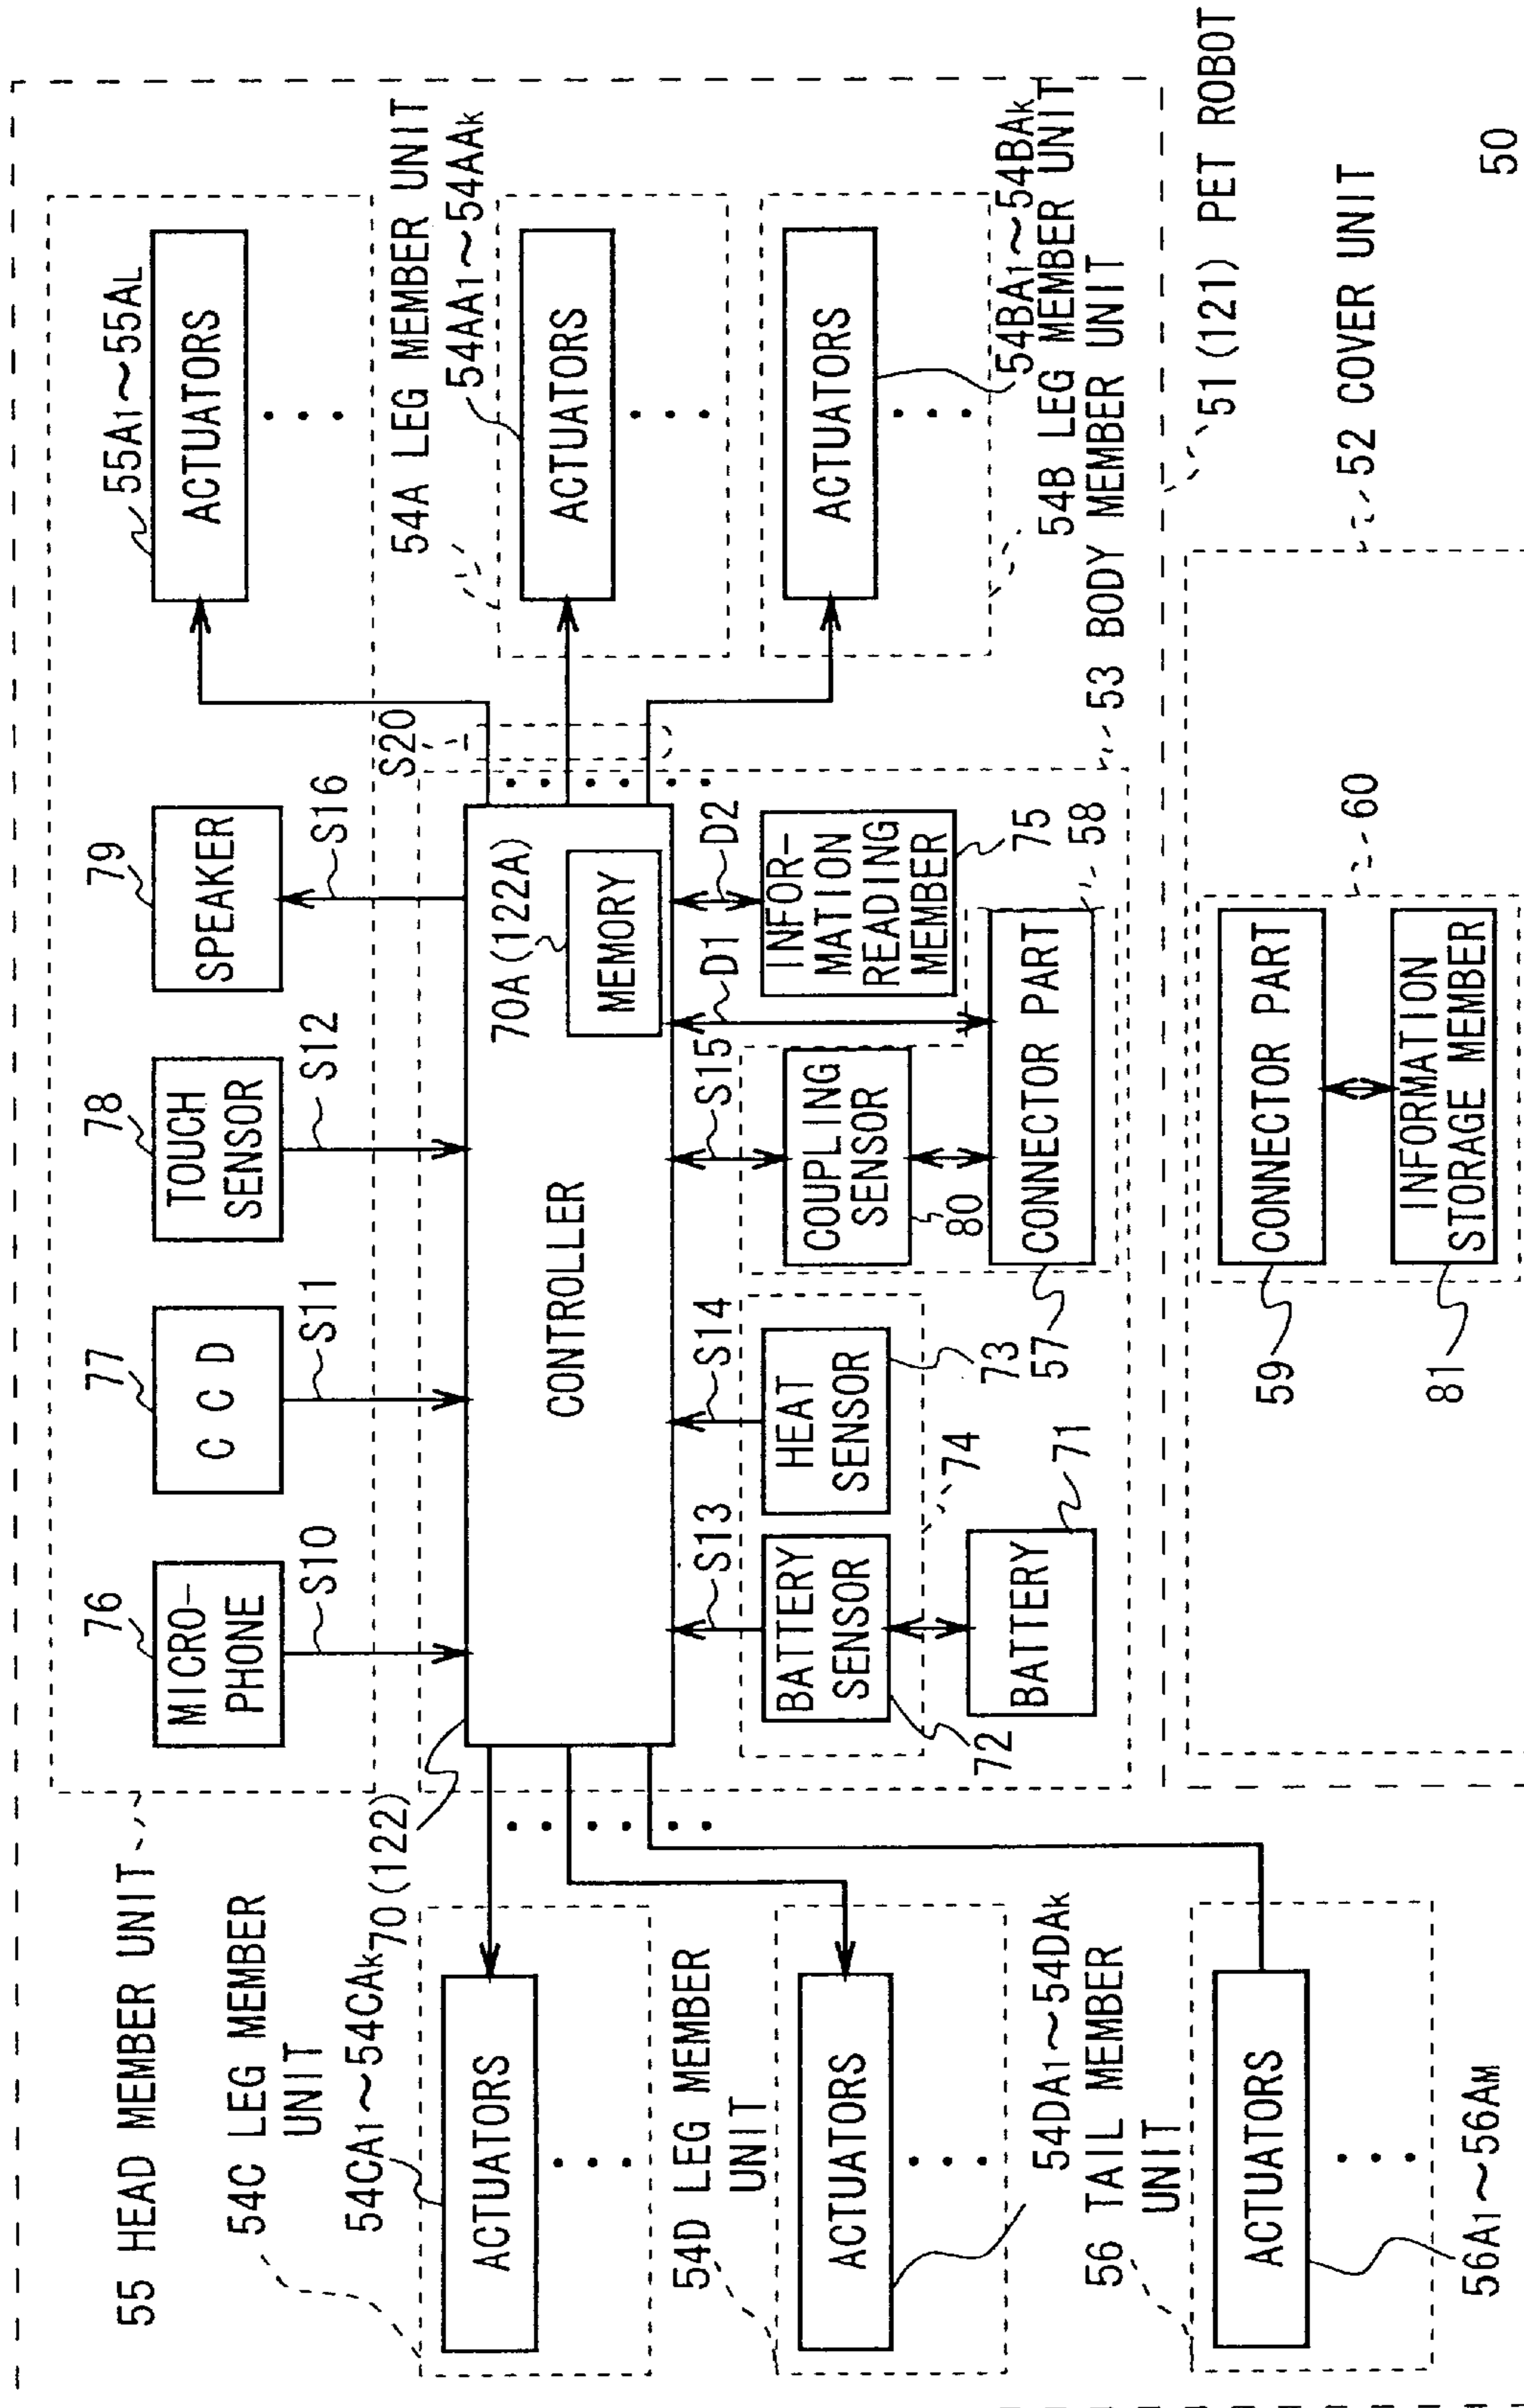 55 HEAD MEMBER UNIT
76
MICRO-
PHONE
S10
77
CCD
S11
78
TOUCH
SENSOR
S12
79
SPEAKER
S16
55A1~55AL
ACTUATORS
54C LEG MEMBER
UNIT
54CA1~54CAk
ACTUATORS
70(122)
CONTROLLER
70A(122A)
MEMORY
S20
54A LEG MEMBER UNIT
54AA1~54AAk
ACTUATORS
54D LEG MEMBER
UNIT
ACTUATORS
54DA1~54DAk
S13
S14
S15
D1
D2
BATTERY
SENSOR
72
HEAT
SENSOR
73
74
COUPLING
SENSOR
80
INFOR-
MATION
READING
MEMBER
75
BATTERY
71
57
CONNECTOR PART
58
ACTUATORS
54BA1~54BAk
54B LEG MEMBER UNIT
53 BODY MEMBER UNIT
56 TAIL MEMBER
UNIT
ACTUATORS
56A1~56AM
51(121) PET ROBOT
52 COVER UNIT
60
59
CONNECTOR PART
81
INFORMATION
STORAGE MEMBER
50